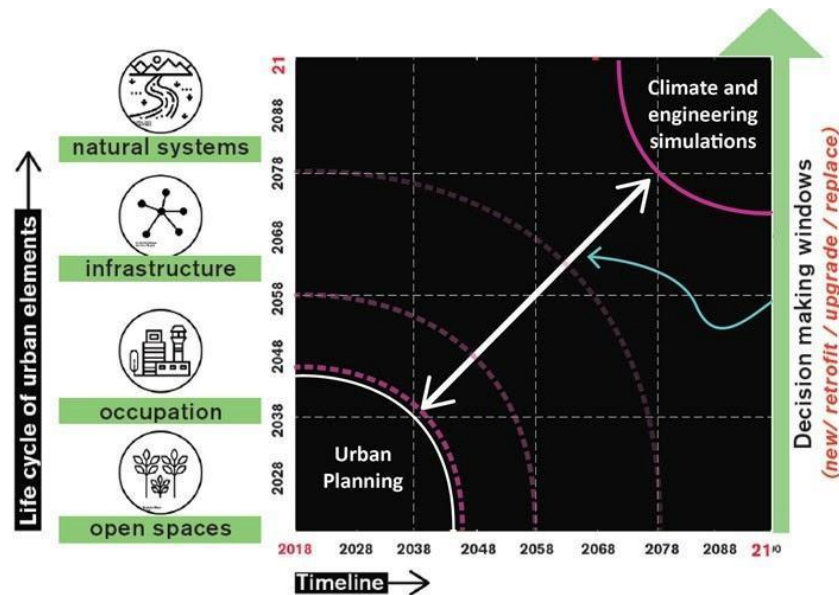 Life cycle of urban elements
natural systems
infrastructure
occupation
open spaces
21
2088
2078
2068
2058
2048
2038
2028
Climate and
engineering
simulations
Urban
Planning
2018
2028
2038
2048
2058
2068
2078
2088
21
Timeline
Decision making windows
(new/ retrofit / upgrade / replace)